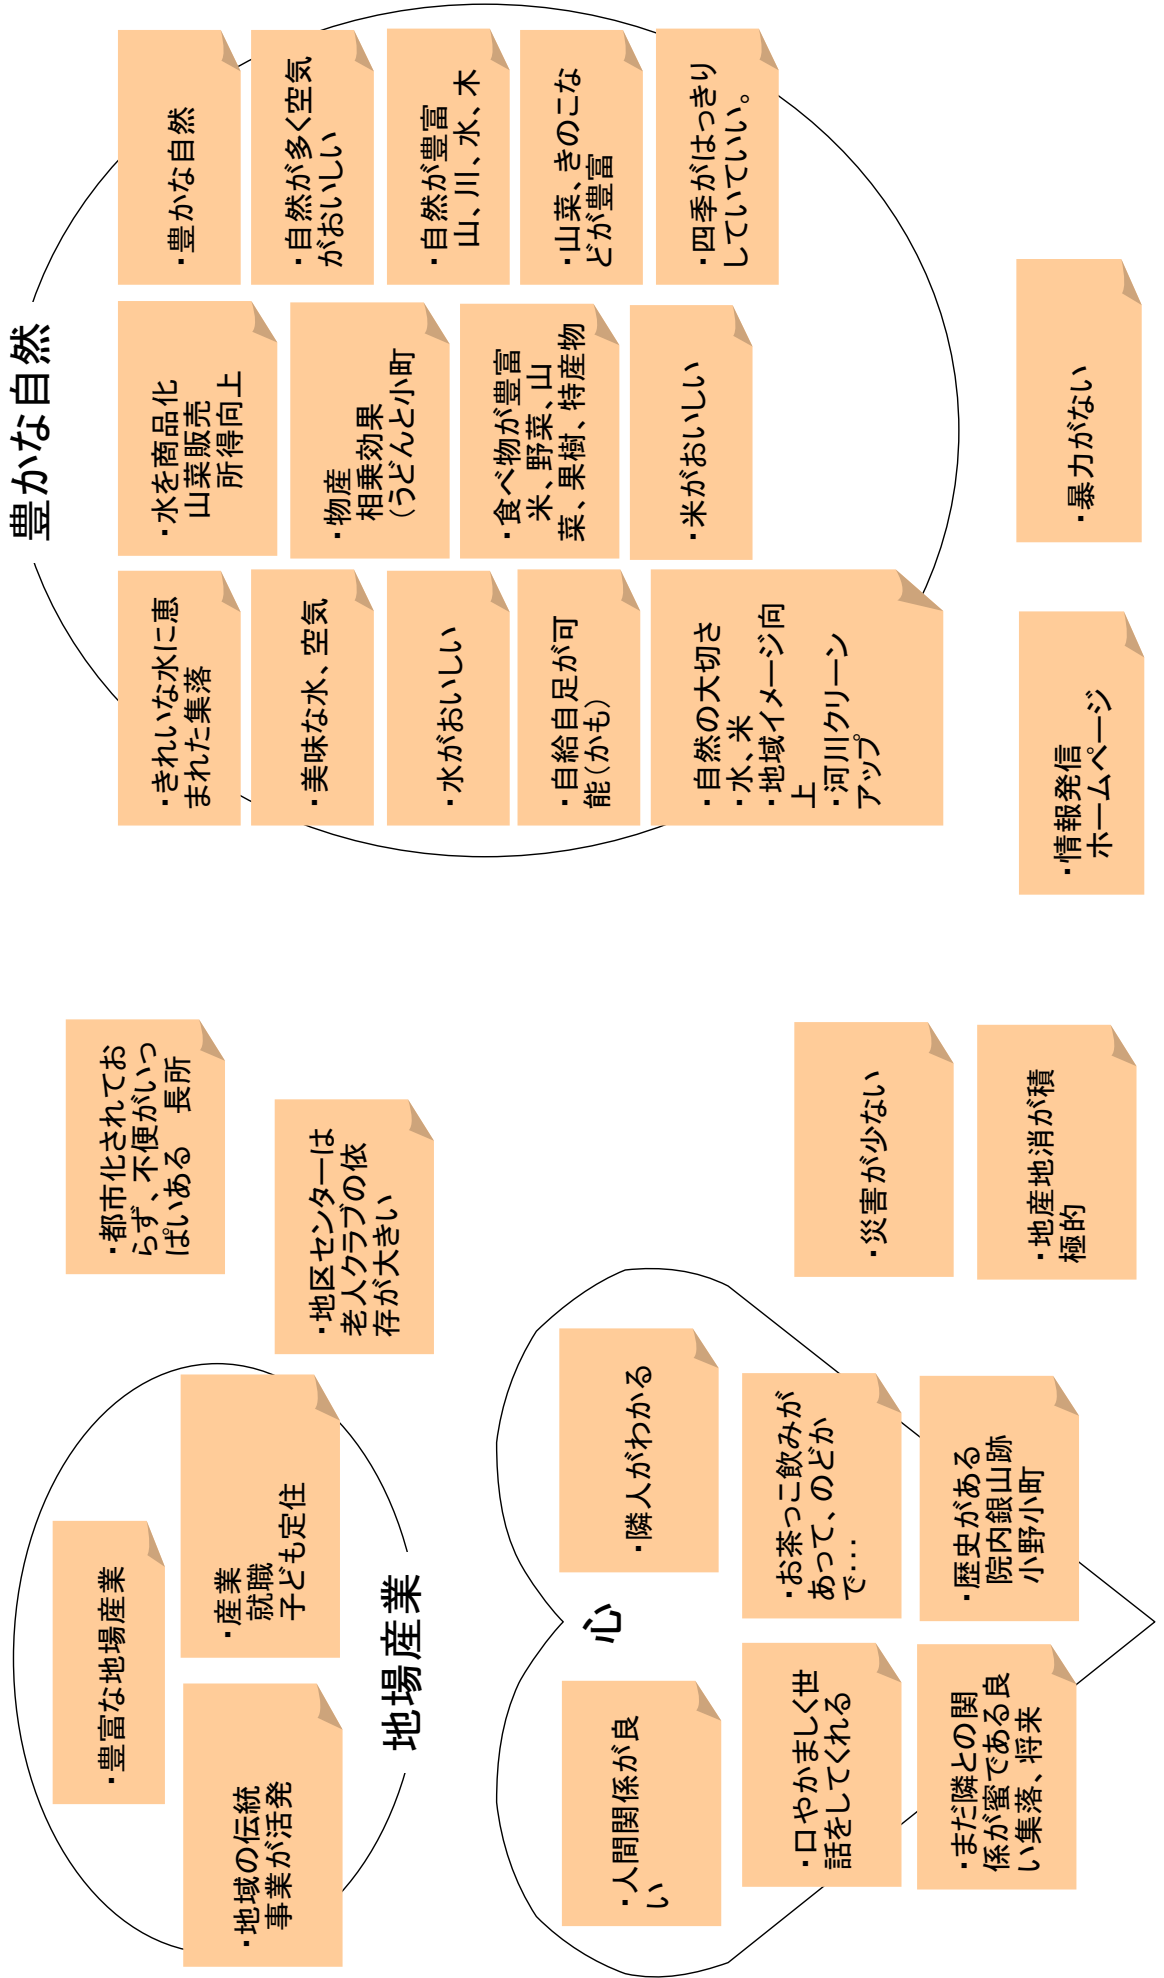 ・豊富な地場産業
・地域の伝統
事業が活発
・産業
就職
子ども定住
地場産業
・都市化されてお
らず、不便がいっ
ぱいある　長所
・地区センターは
老人クラブの依
存が大きい
心
・人間関係が良
い
・隣人がわかる
・口やかましく世
話をしてくれる
・お茶っこ飲みが
あって、のどか
で・・・
・まだ隣との関
係が蜜である良
い集落、将来
・歴史がある
院内銀山跡
小野小町
・災害が少ない
・地産地消が積
極的
豊かな自然
・きれいな水に恵
まれた集落
・美味な水、空気
・水がおいしい
・自給自足が可
能（かも）
・自然の大切さ
・水、米
・地域イメージ向
上
・河川クリーン
アップ
・水を商品化
山菜販売
所得向上
・物産
相乗効果
（うどんと小町
・食べ物が豊富
米、野菜、山
菜、果樹、特産物
・米がおいしい
・豊かな自然
・自然が多く空気
がおいしい
・自然が豊富
山、川、水、木
・山菜、きのこな
どが豊富
・四季がはっきり
していていい。
・情報発信
ホームページ
・暴力がない